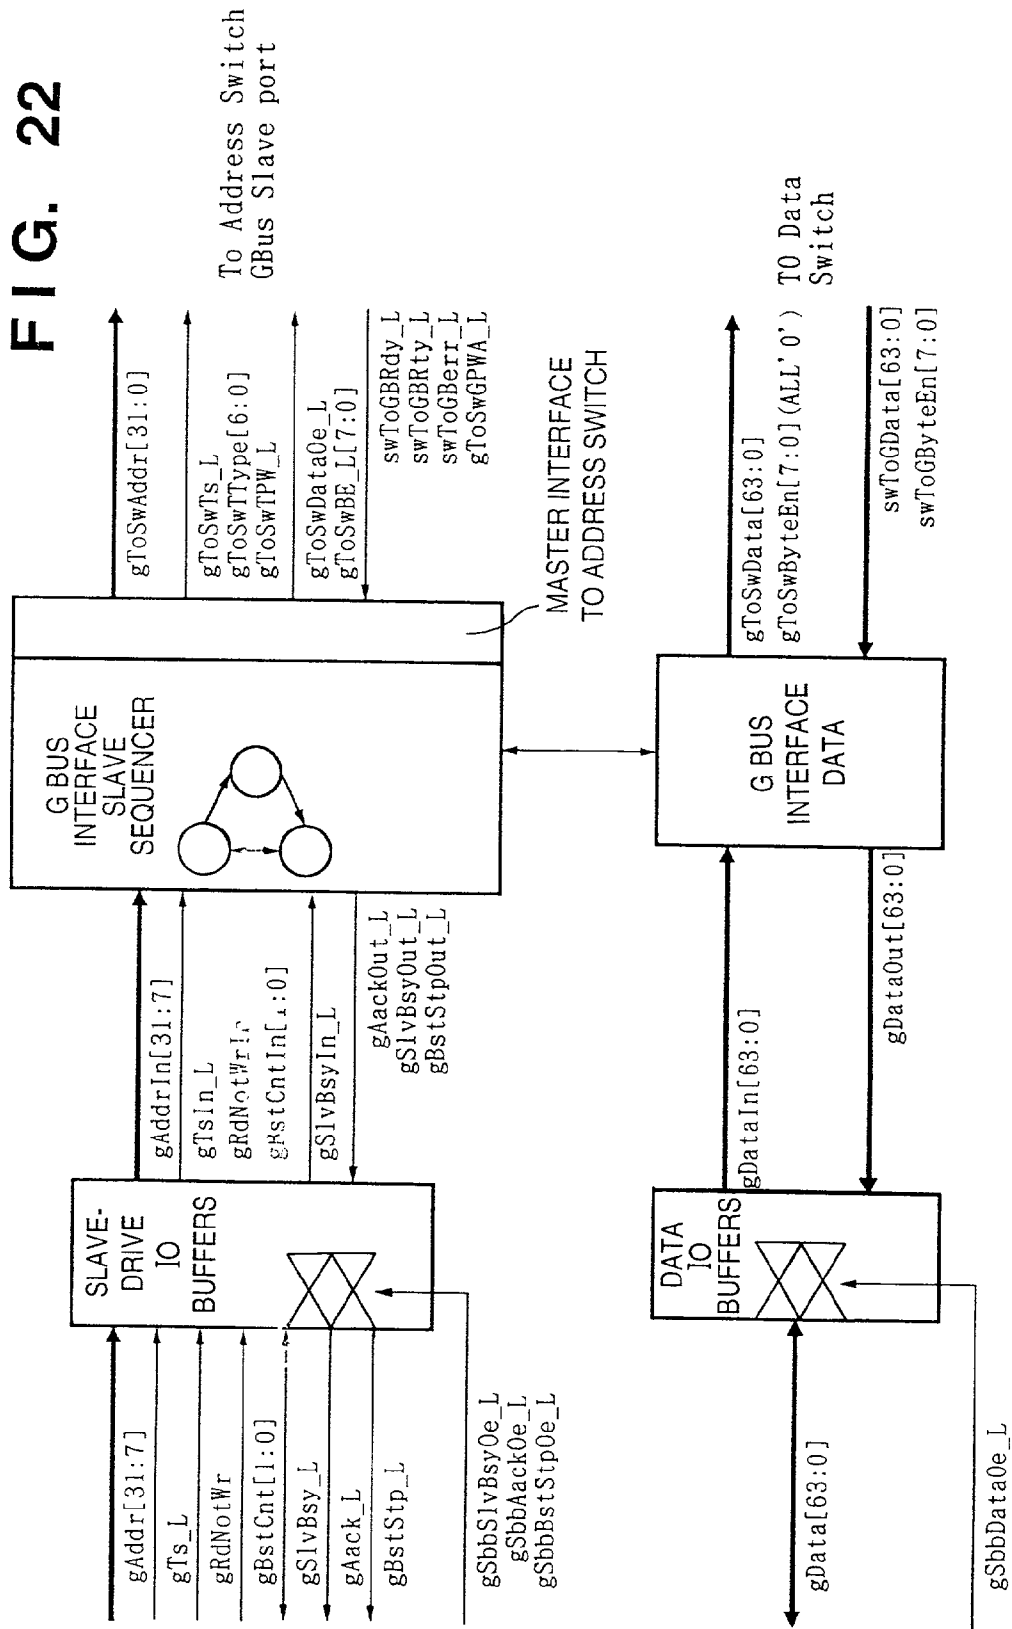 FIG. 22
gAddr[31:7]
gTs_L
gRdNotWr
gBstCnt[1:0]
gSlvBsy_L
gAack_L
gBstStp_L
gSbbSlvBsyOe_L
gSbbAackOe_L
gSbbBstStpOe_L
SLAVE-
DRIVE
IO
BUFFERS
gAddrIn[31:7]
gTsIn_L
gRdNotWrIn
gBstCntIn[1:0]
gSlvBsyIn_L
gAackOut_L
gSlvBsyOut_L
gBstStpOut_L
G BUS
INTERFACE
SLAVE
SEQUENCER
gToSwAddr[31:0]
gToSwTs_L
gToSwTType[6:0]
gToSwTPW_L
gToSwDataOe_L
gToSwBE_L[7:0]
swToGBRdy_L
swToGBRty_L
swToGBerr_L
gToSwGPWA_L
To Address Switch
GBus Slave port
MASTER INTERFACE
TO ADDRESS SWITCH
gData[63:0]
gSbbDataOe_L
DATA
IO
BUFFERS
gDataIn[63:0]
gDataOut[63:0]
G BUS
INTERFACE
DATA
gToSwData[63:0]
gToSwByteEn[7:0](ALL'0')
TO Data
Switch
swToGData[63:0]
swToGByteEn[7:0]